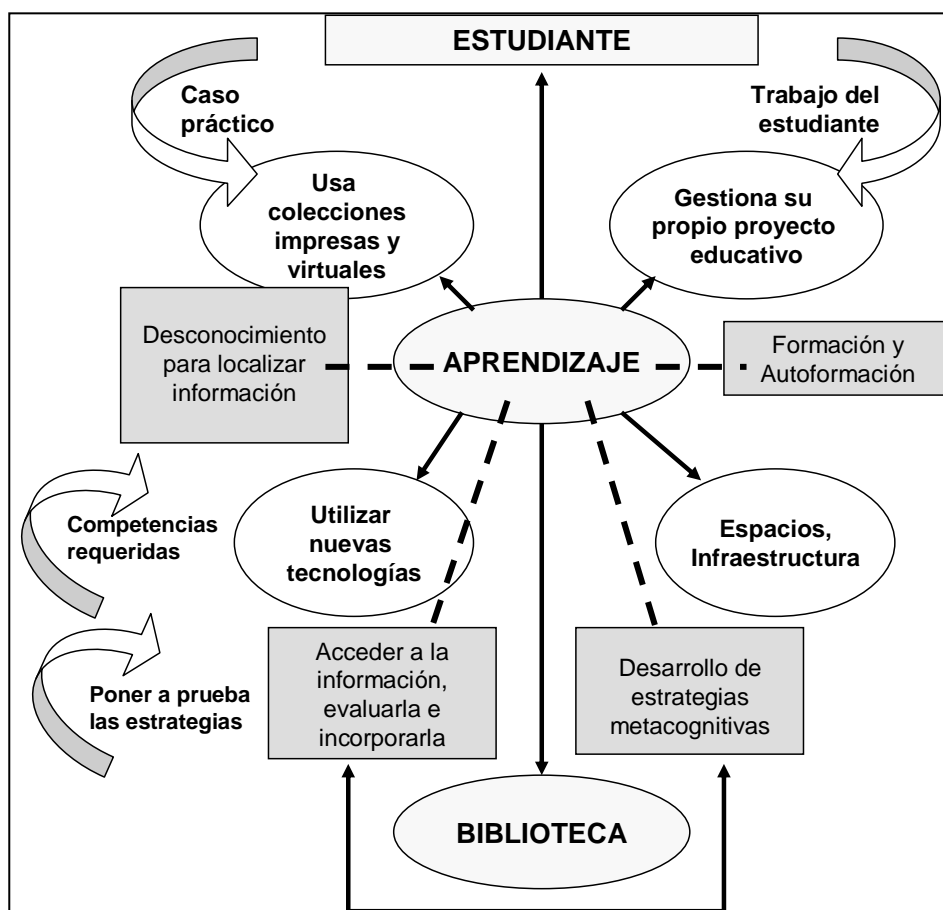 ESTUDIANTE
Caso
práctico
Trabajo del
estudiante
Usa
colecciones
impresas y
virtuales
Gestiona su
propio proyecto
educativo
Desconocimiento
para localizar
información
APRENDIZAJE
Formación y
Autoformación
Competencias
requeridas
Utilizar
nuevas
tecnologías
Espacios,
Infraestructura
Poner a prueba
las estrategias
Acceder a la
información,
evaluarla e
incorporarla
Desarrollo de
estrategias
metacognitivas
BIBLIOTECA